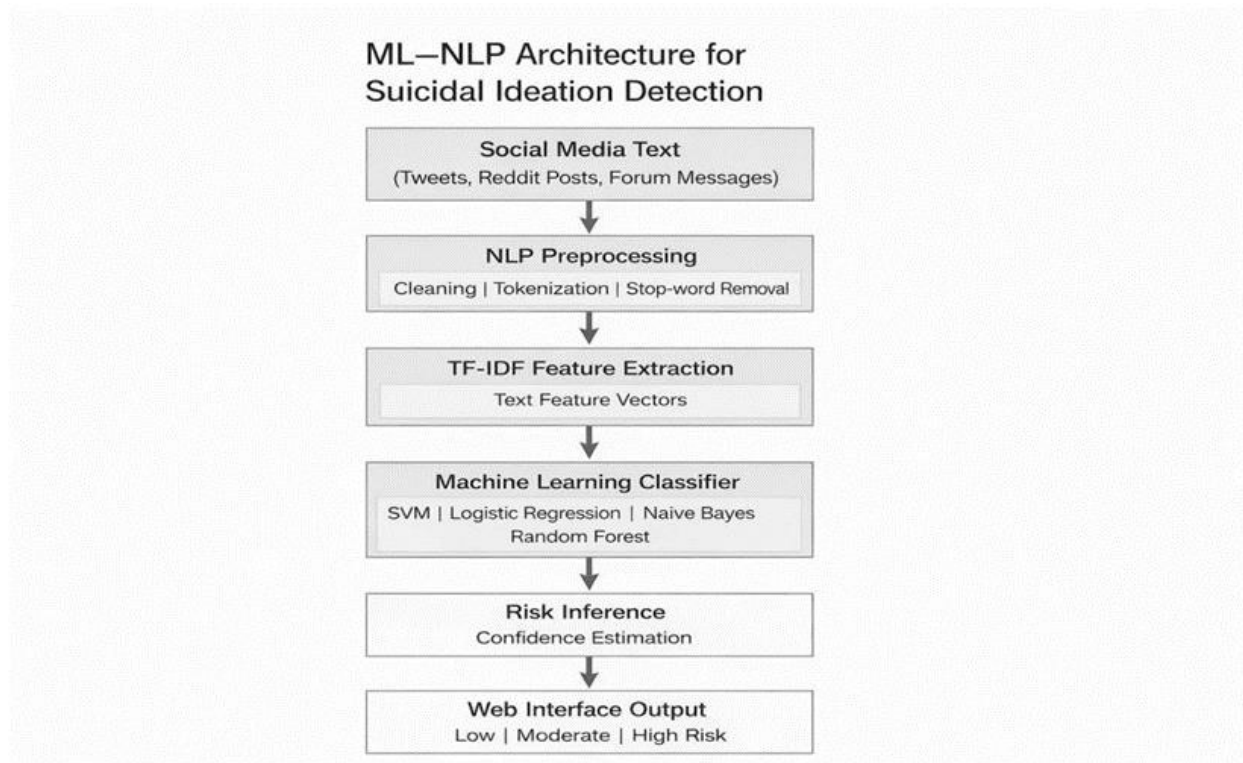 ML–NLP Architecture for
Suicidal Ideation Detection
Social Media Text
(Tweets, Reddit Posts, Forum Messages)
NLP Preprocessing
Cleaning | Tokenization | Stop-word Removal
TF-IDF Feature Extraction
Text Feature Vectors
Machine Learning Classifier
SVM | Logistic Regression | Naive Bayes
Random Forest
Risk Inference
Confidence Estimation
Web Interface Output
Low | Moderate | High Risk